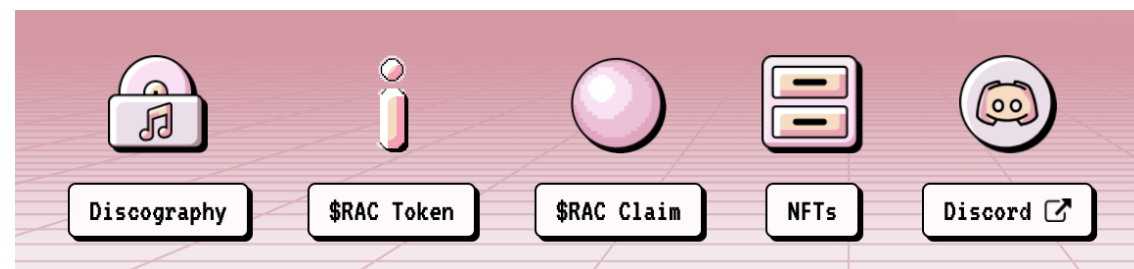 Discography
$RAC Token
$RAC Claim
NFTs
Discord